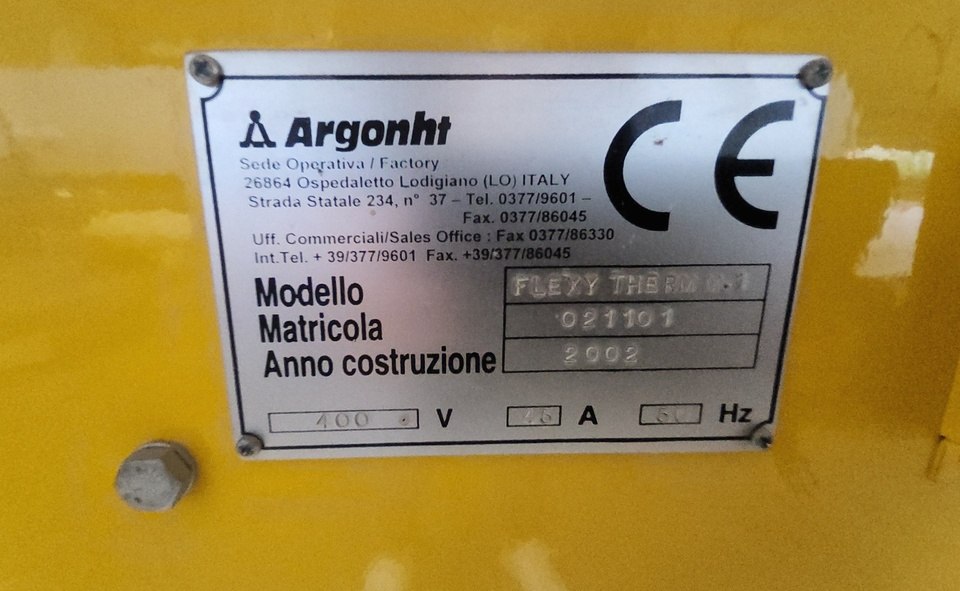 Argonht
CE
Sede Operativa / Factory
26864 Ospedaletto Lodigiano (LO) ITALY
Strada Statale 234, n° 37 – Tel. 0377/9601 –
Fax. 0377/86045
Uff. Commerciali/Sales Office : Fax 0377/86330
Int.Tel. + 39/377/9601 Fax. +39/377/86045
Modello FLEXY
Matricola 021101
Anno costruzione 2002
400 V A Hz